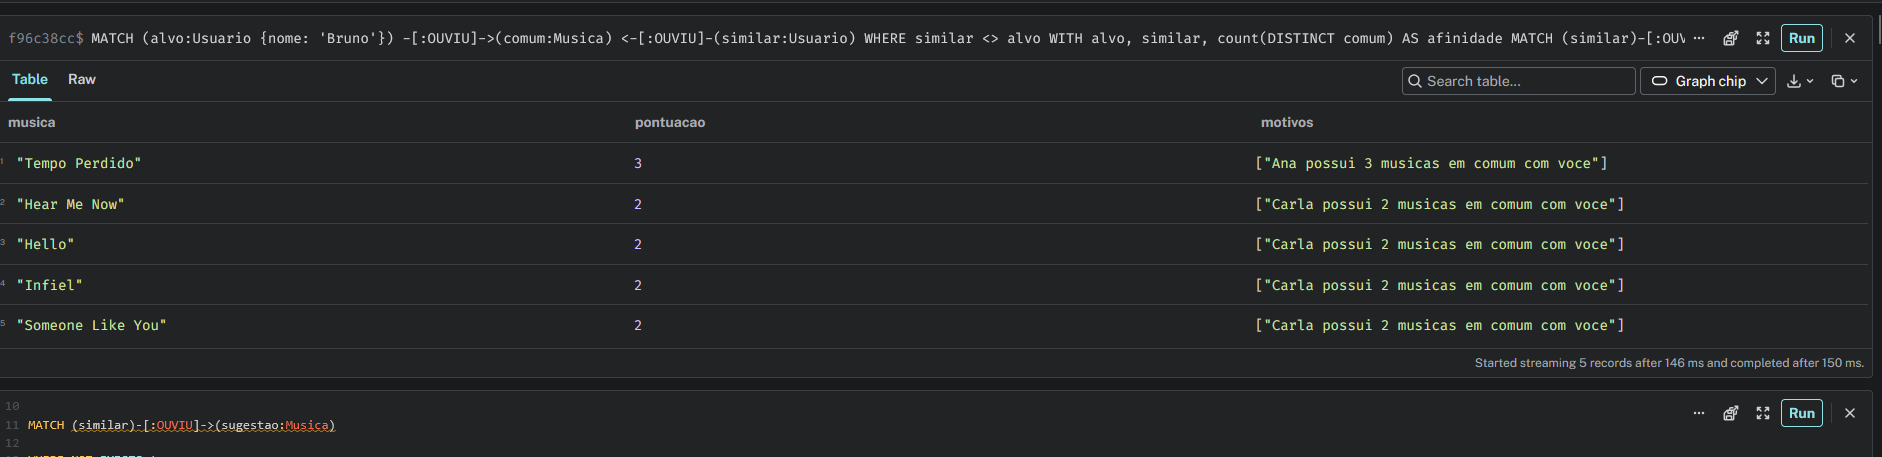 f96c38cc$ MATCH (alvo:Usuario {nome: 'Bruno'}) -[:OUVIU]->(comum:Musica) <-[:OUVIU]-(similar:Usuario) WHERE similar <> alvo WITH alvo, similar, count(DISTINCT comum) AS afinidade MATCH (similar)-[:OUV ... Run
Table Raw
Search table... Graph chip
musica pontuacao motivos
1 "Tempo Perdido" 3 ["Ana possui 3 musicas em comum com voce"]
2 "Hear Me Now" 2 ["Carla possui 2 musicas em comum com voce"]
3 "Hello" 2 ["Carla possui 2 musicas em comum com voce"]
4 "Infiel" 2 ["Carla possui 2 musicas em comum com voce"]
5 "Someone Like You" 2 ["Carla possui 2 musicas em comum com voce"]
Started streaming 5 records after 146 ms and completed after 150 ms.
10 ... Run
11 MATCH (similar)-[:OUVIU]->(sugestao:Musica)
12